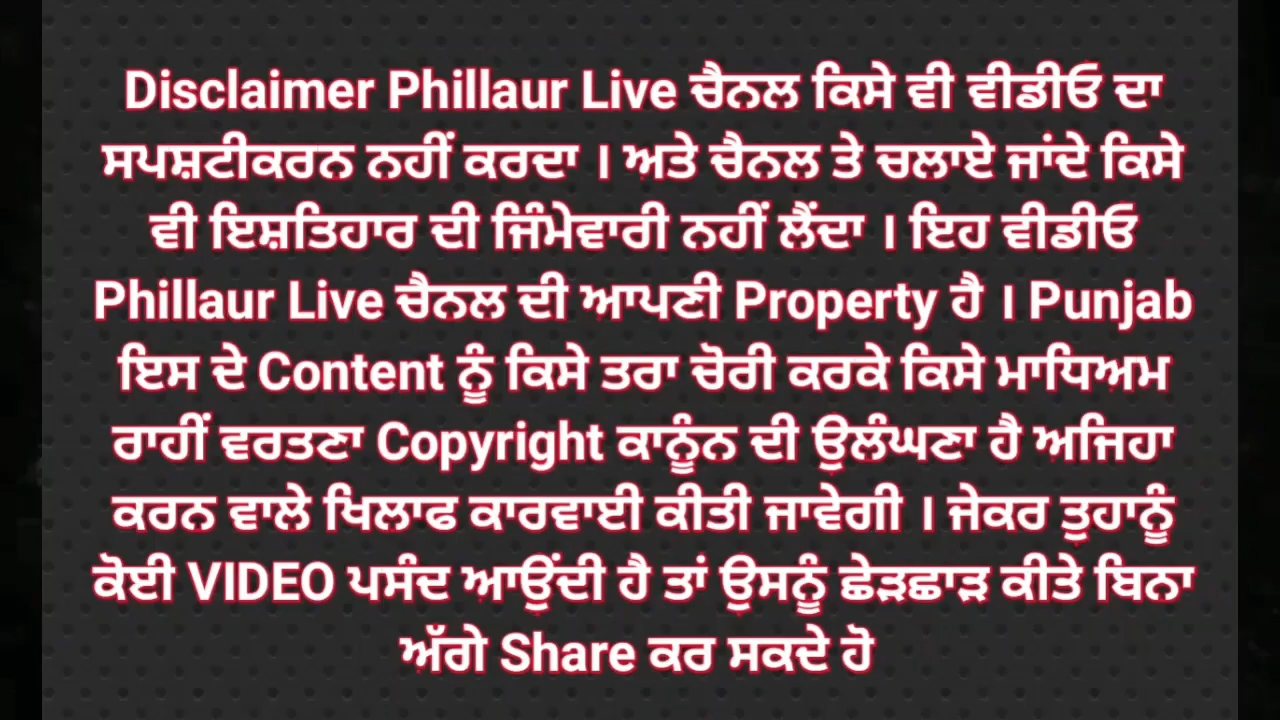 Disclaimer Phillaur Live ਚੈਨਲ ਕਿਸੇ ਵੀ ਵੀਡੀਓ ਦਾ
ਸਪਸ਼ਟੀਕਰਨ ਨਹੀਂ ਕਰਦਾ । ਅਤੇ ਚੈਨਲ ਤੇ ਚਲਾਏ ਜਾਂਦੇ ਕਿਸੇ
ਵੀ ਇਸ਼ਤਿਹਾਰ ਦੀ ਜਿੰਮੇਵਾਰੀ ਨਹੀਂ ਲੈਂਦਾ । ਇਹ ਵੀਡੀਓ
Phillaur Live ਚੈਨਲ ਦੀ ਆਪਣੀ Property ਹੈ । Punjab
ਇਸ ਦੇ Content ਨੂੰ ਕਿਸੇ ਤਰਾ ਚੋਰੀ ਕਰਕੇ ਕਿਸੇ ਮਾਧਿਅਮ
ਰਾਹੀਂ ਵਰਤਣਾ Copyright ਕਾਨੂੰਨ ਦੀ ਉਲੰਘਣਾ ਹੈ ਅਜਿਹਾ
ਕਰਨ ਵਾਲੇ ਖਿਲਾਫ ਕਾਰਵਾਈ ਕੀਤੀ ਜਾਵੇਗੀ । ਜੇਕਰ ਤੁਹਾਨੂੰ
ਕੋਈ VIDEO ਪਸੰਦ ਆਉਂਦੀ ਹੈ ਤਾਂ ਉਸਨੂੰ ਛੇੜਛਾੜ ਕੀਤੇ ਬਿਨਾ
ਅੱਗੇ Share ਕਰ ਸਕਦੇ ਹੋ